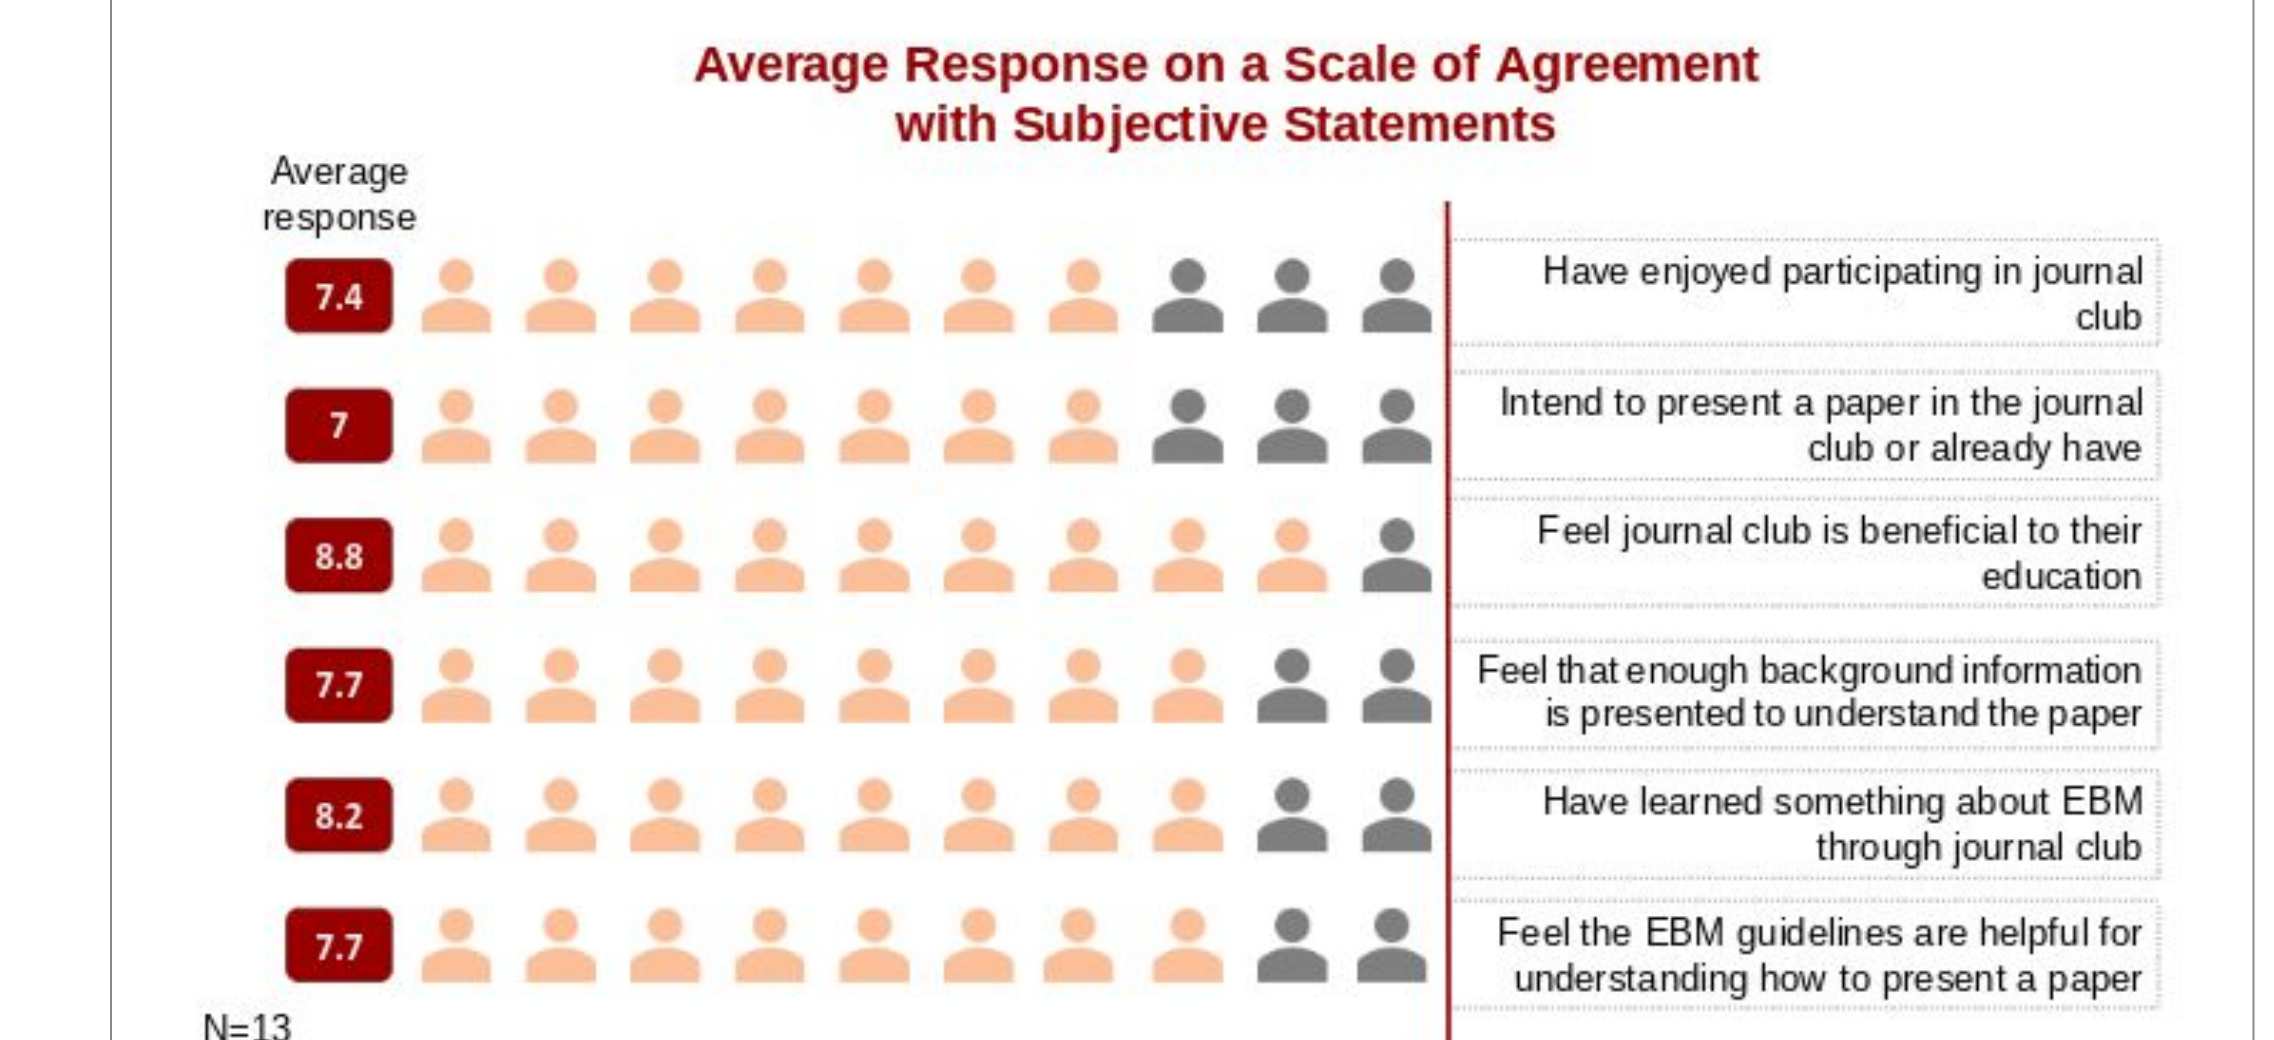 Average Response on a Scale of Agreement
with Subjective Statements
Average
response
7.4
Have enjoyed participating in journal
club
7
Intend to present a paper in the journal
club or already have
8.8
Feel journal club is beneficial to their
education
7.7
Feel that enough background information
is presented to understand the paper
8.2
Have learned something about EBM
through journal club
7.7
Feel the EBM guidelines are helpful for
understanding how to present a paper
N=13